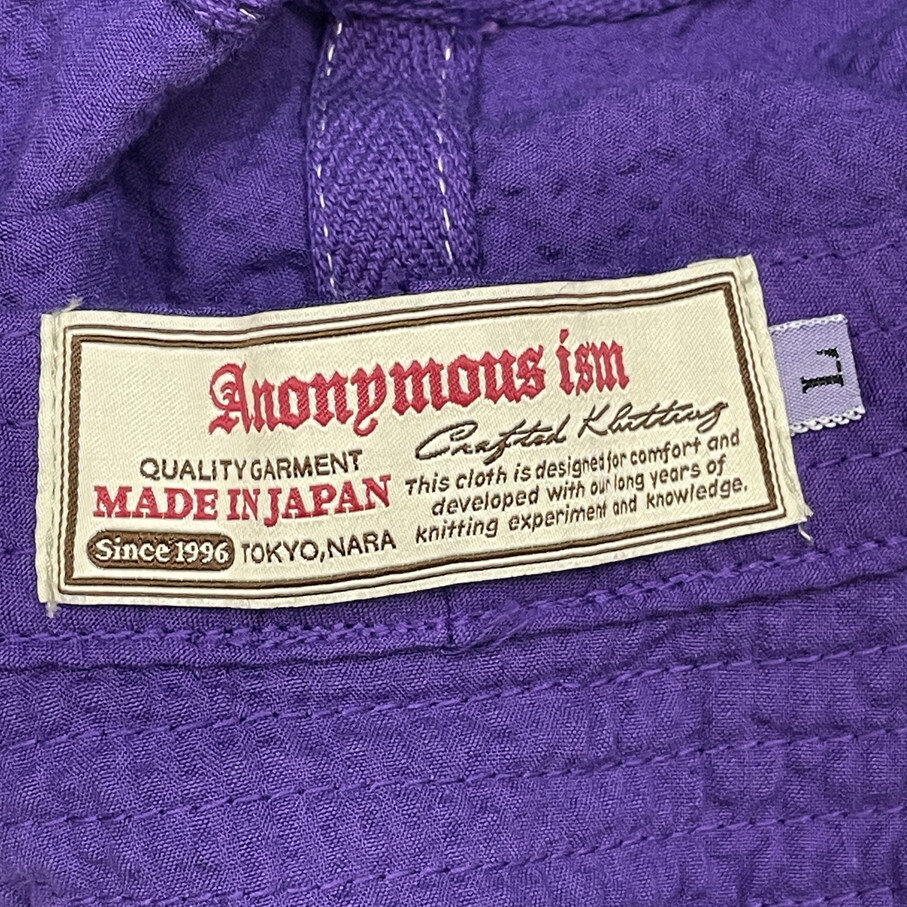 Anonymous ism
Crafted Knitting
QUALITY GARMENT
MADE IN JAPAN
Since 1996 TOKYO, NARA
This cloth is designed for comfort and
developed with our long years of
knitting experiment and knowledge.
L